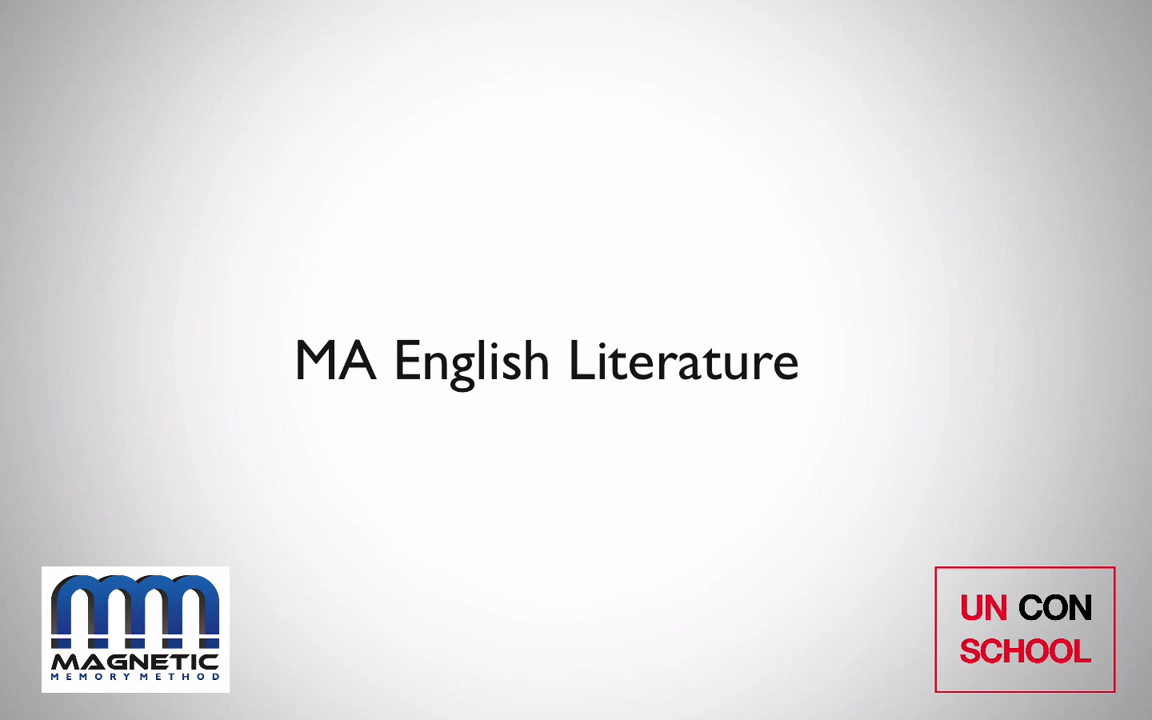 MA English Literature
MAGNETIC
MEMORY METHOD
UN CON
SCHOOL